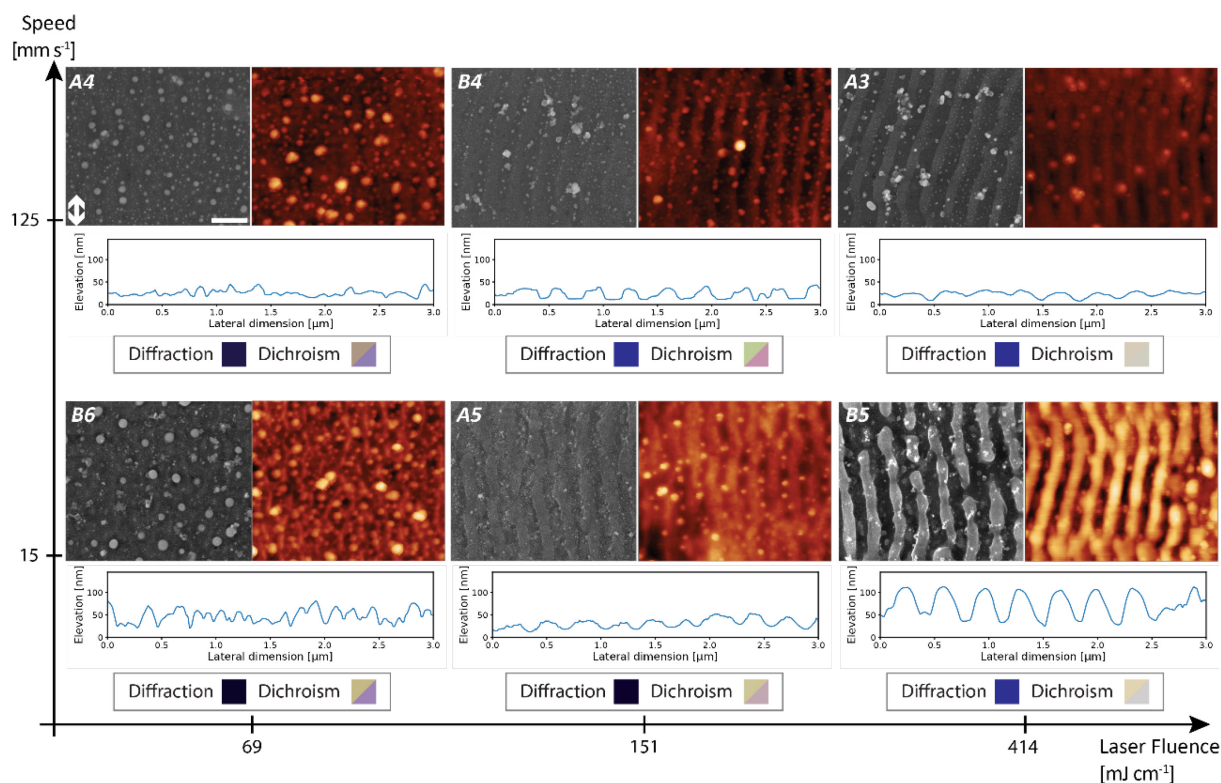 Speed
[mm s⁻¹]
A4
B4
A3
125
Elevation [nm]
100
50
0
0.0 0.5 1.0 1.5 2.0 2.5 3.0
Lateral dimension [μm]
Elevation [nm]
100
50
0
0.0 0.5 1.0 1.5 2.0 2.5 3.0
Lateral dimension [μm]
Elevation [nm]
100
50
0
0.0 0.5 1.0 1.5 2.0 2.5 3.0
Lateral dimension [μm]
Diffraction Dichroism
Diffraction Dichroism
Diffraction Dichroism
B6
A5
B5
15
Elevation [nm]
100
50
0
0.0 0.5 1.0 1.5 2.0 2.5 3.0
Lateral dimension [μm]
Elevation [nm]
100
50
0
0.0 0.5 1.0 1.5 2.0 2.5 3.0
Lateral dimension [μm]
Elevation [nm]
100
50
0
0.0 0.5 1.0 1.5 2.0 2.5 3.0
Lateral dimension [μm]
Diffraction Dichroism
Diffraction Dichroism
Diffraction Dichroism
69
151
414
Laser Fluence
[mJ cm⁻¹]